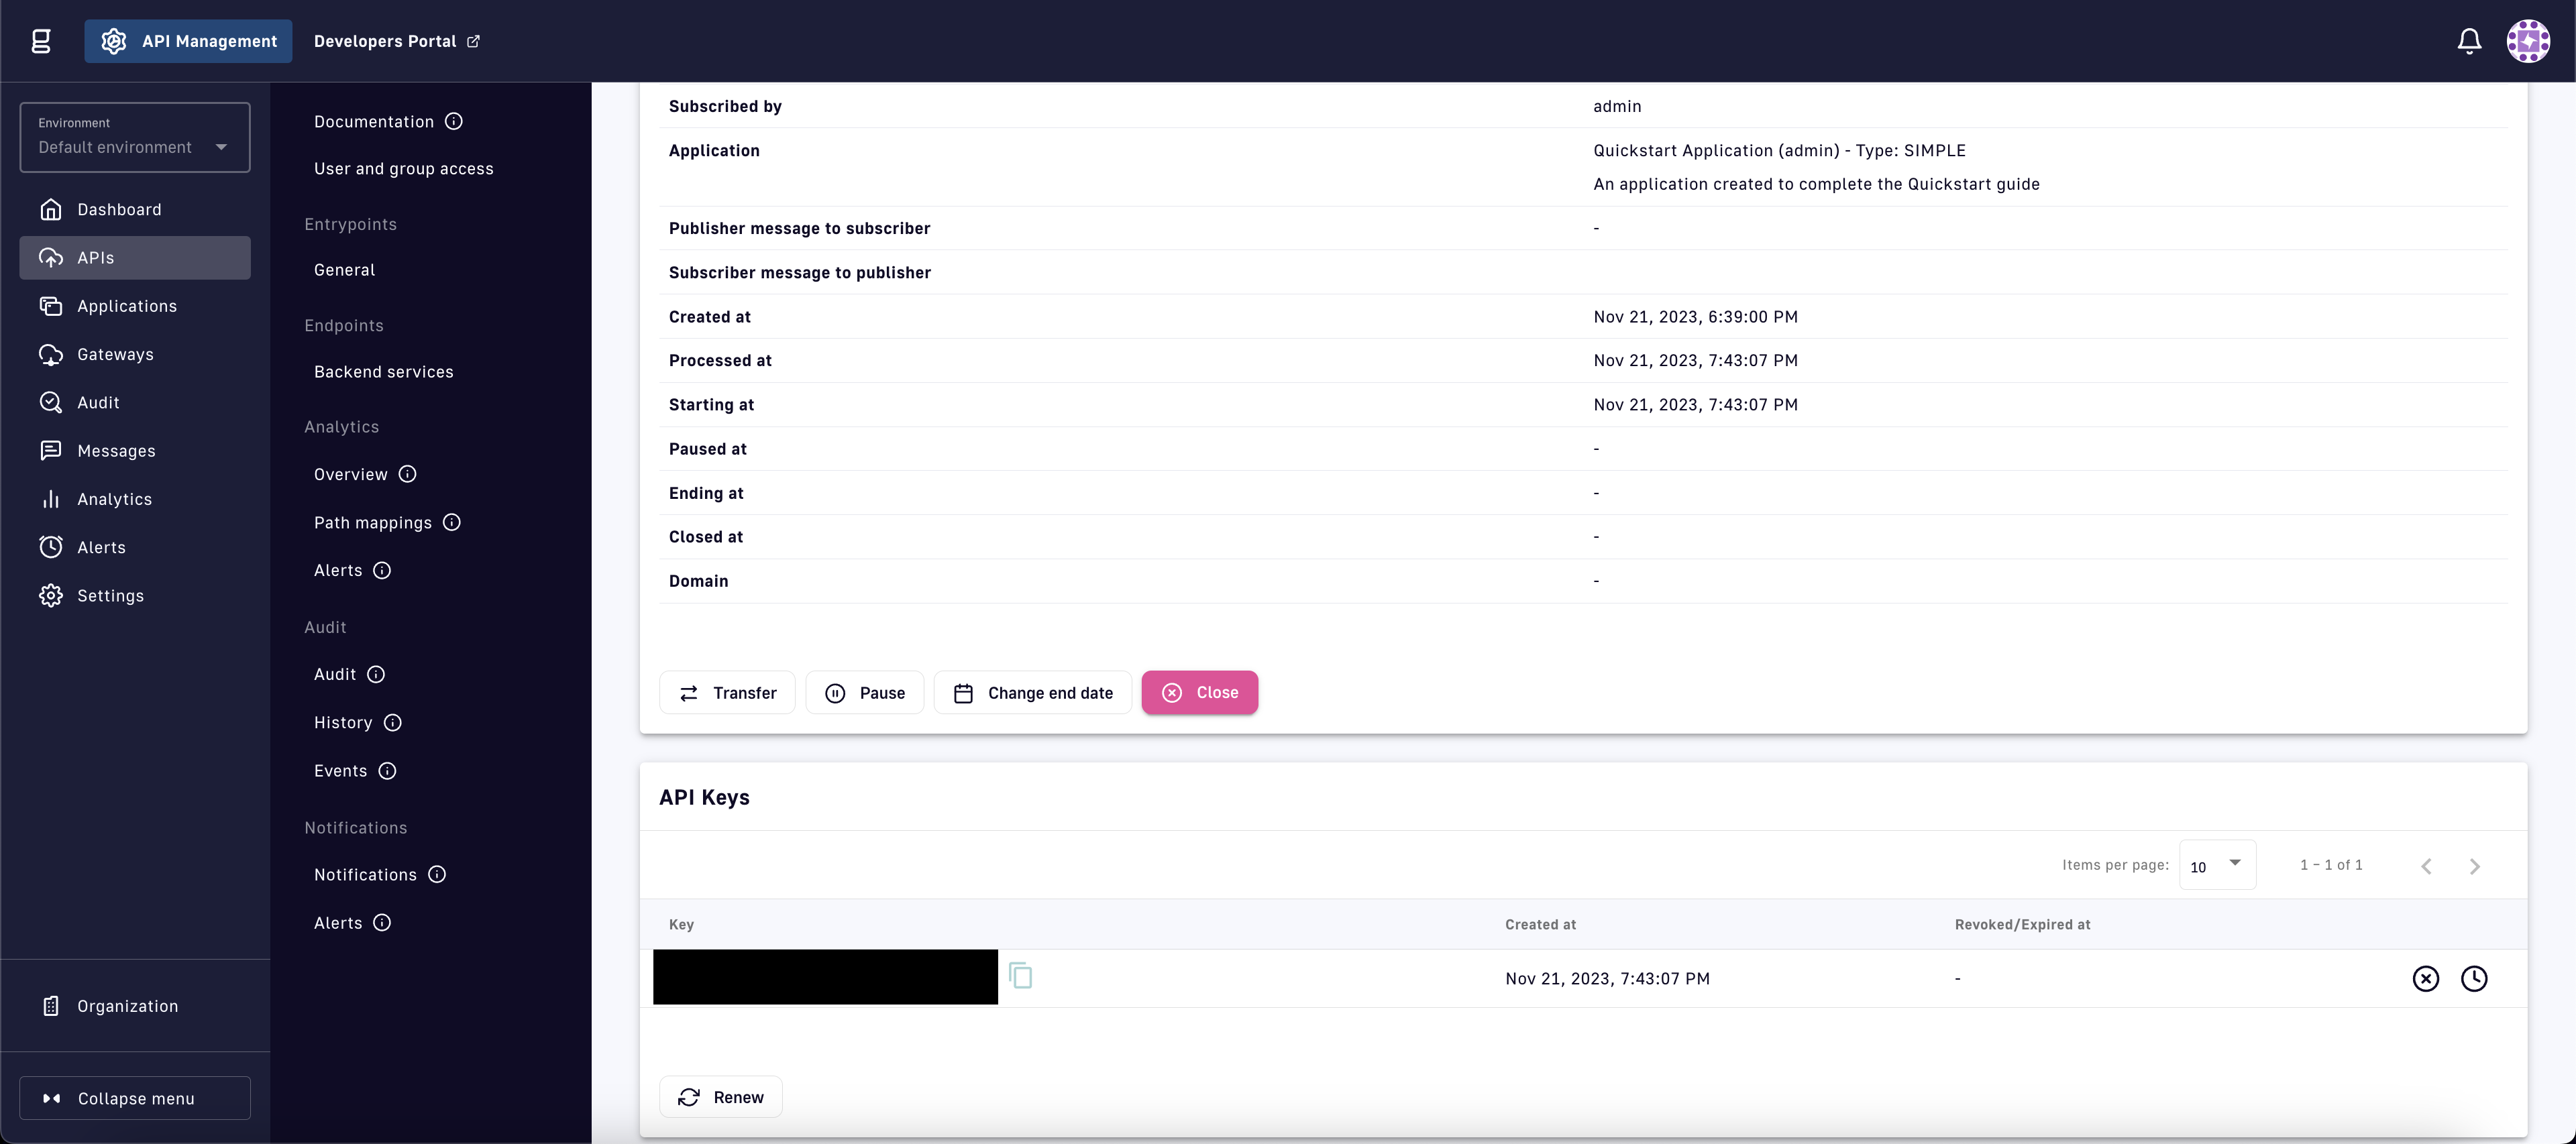 API Management
Developers Portal
Environment
Default environment
Dashboard
APIs
Applications
Gateways
Audit
Messages
Analytics
Alerts
Settings
Organization
Collapse menu
Documentation
User and group access
Entrypoints
General
Endpoints
Backend services
Analytics
Overview
Path mappings
Alerts
Audit
Audit
History
Events
Notifications
Notifications
Alerts
Subscribed by admin
Application Quickstart Application (admin) - Type: SIMPLE
An application created to complete the Quickstart guide
Publisher message to subscriber -
Subscriber message to publisher
Created at Nov 21, 2023, 6:39:00 PM
Processed at Nov 21, 2023, 7:43:07 PM
Starting at Nov 21, 2023, 7:43:07 PM
Paused at -
Ending at -
Closed at -
Domain -
Transfer Pause Change end date Close
API Keys
Items per page: 10 1 – 1 of 1
Key Created at Revoked/Expired at
Nov 21, 2023, 7:43:07 PM -
Renew